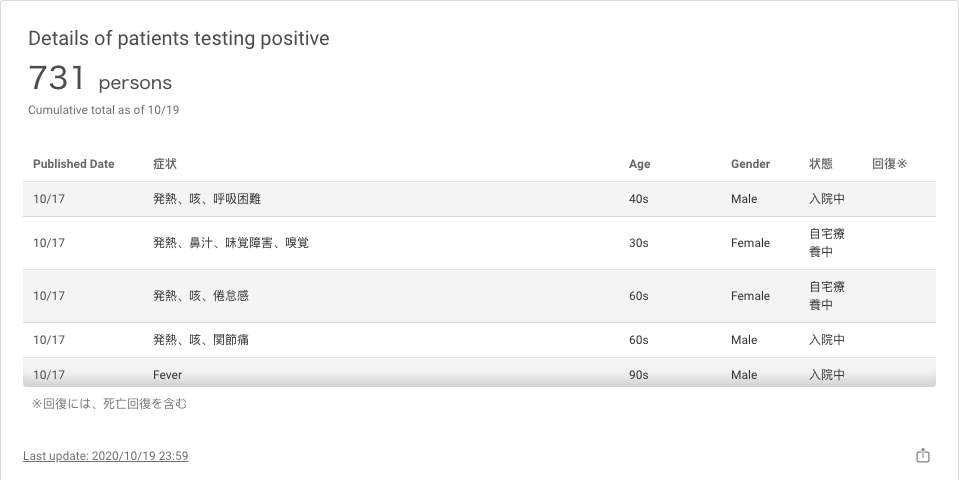 Details of patients testing positive
731 persons
Cumulative total as of 10/19
Published Date 症状 Age Gender 状態 回復※
10/17 発熱、咳、呼吸困難 40s Male 入院中
10/17 発熱、鼻汁、味覚障害、嗅覚 30s Female 自宅療
養中
10/17 発熱、咳、倦怠感 60s Female 自宅療
養中
10/17 発熱、咳、関節痛 60s Male 入院中
10/17 Fever 90s Male 入院中
※回復には、死亡回復を含む
Last update: 2020/10/19 23:59